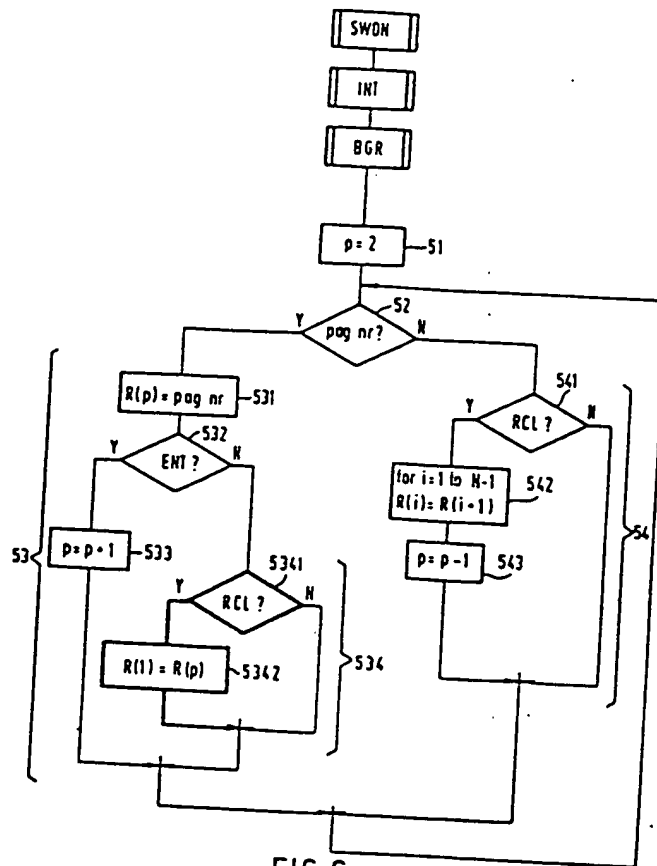 SWON
INT
BGR
p = 2
51
52
Y
pag nr?
N
R(p) = pag nr
531
541
Y
RCL ?
N
532
Y
ENT ?
N
for i=1 to N-1
R(i) = R(i+1)
542
53
p = p + 1
533
p = p - 1
543
54
5341
Y
RCL ?
N
R(1) = R(p)
5342
534